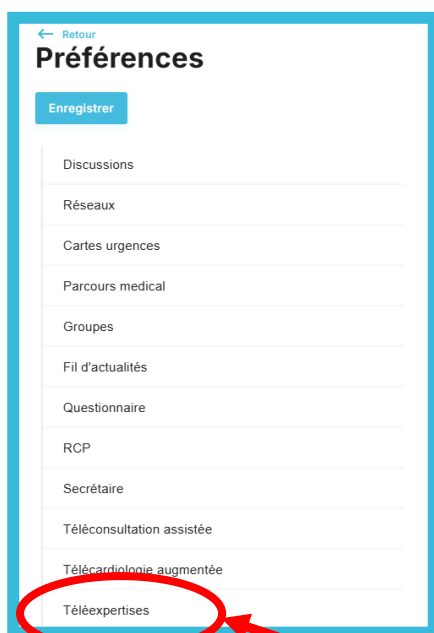 Retour
Préférences
Enregistrer
Discussions
Réseaux
Cartes urgences
Parcours medical
Groupes
Fil d'actualités
Questionnaire
RCP
Secrétaire
Téléconsultation assistée
Télécardiologie augmentée
Téléexpertises